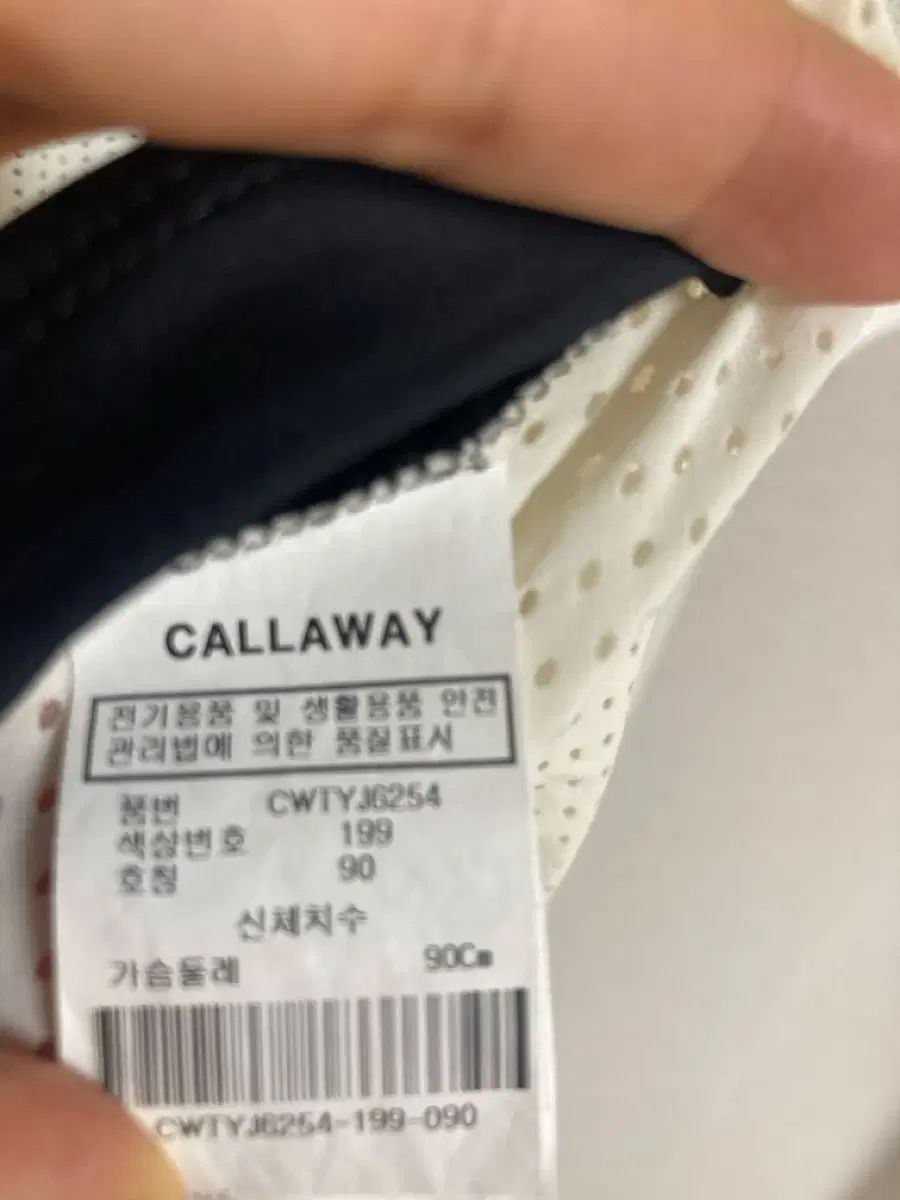 CALLAWAY
전기용품 및 생활용품 안전
관리법에 의한 품질표시
품번 CWTYJ6254
색상번호 199
호칭 90
신체치수
가슴둘레 90Cm
CWTYJ6254-199-090